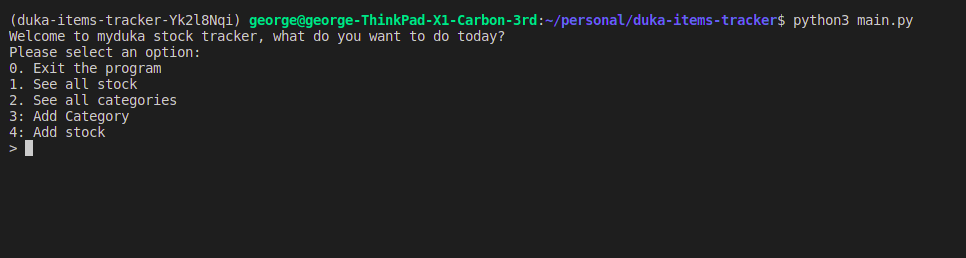 (duka-items-tracker-Yk2l8Nqi) george@george-ThinkPad-X1-Carbon-3rd:~/personal/duka-items-tracker$ python3 main.py
Welcome to myduka stock tracker, what do you want to do today?
Please select an option:
0. Exit the program
1. See all stock
2. See all categories
3: Add Category
4: Add stock
>